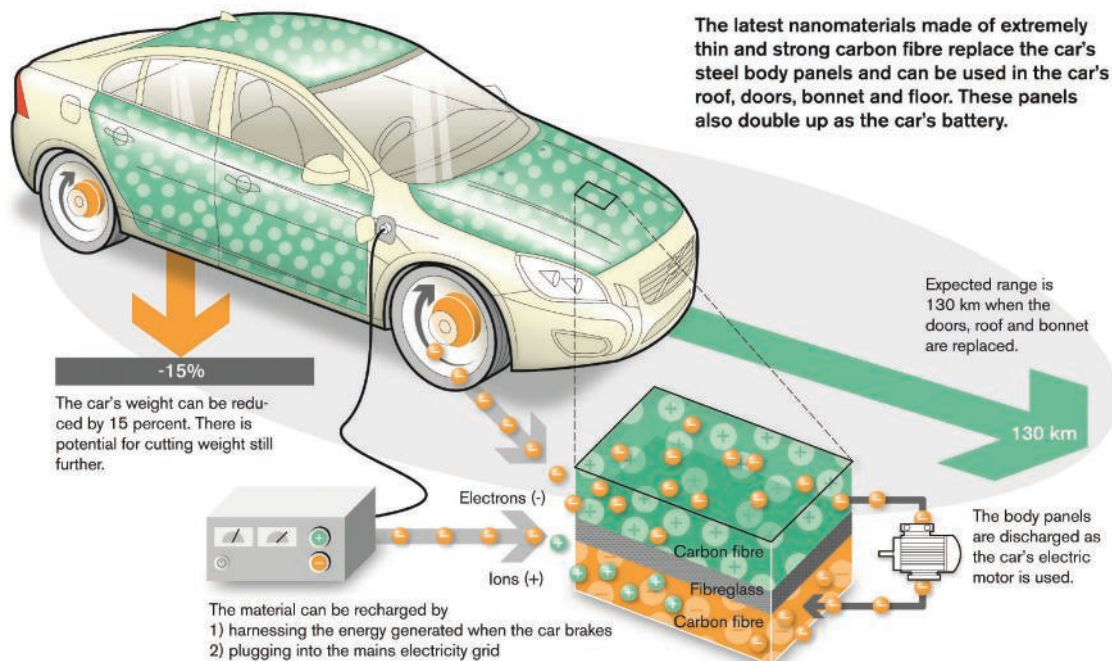 The latest nanomaterials made of extremely
thin and strong carbon fibre replace the car's
steel body panels and can be used in the car's
roof, doors, bonnet and floor. These panels
also double up as the car's battery.
Expected range is
130 km when the
doors, roof and bonnet
are replaced.
130 km
-15%
The car's weight can be redu-
ced by 15 percent. There is
potential for cutting weight still
further.
Electrons (-)
Ions (+)
Carbon fibre
Fibreglass
Carbon fibre
The body panels
are discharged as
the car's electric
motor is used.
The material can be recharged by
1) harnessing the energy generated when the car brakes
2) plugging into the mains electricity grid